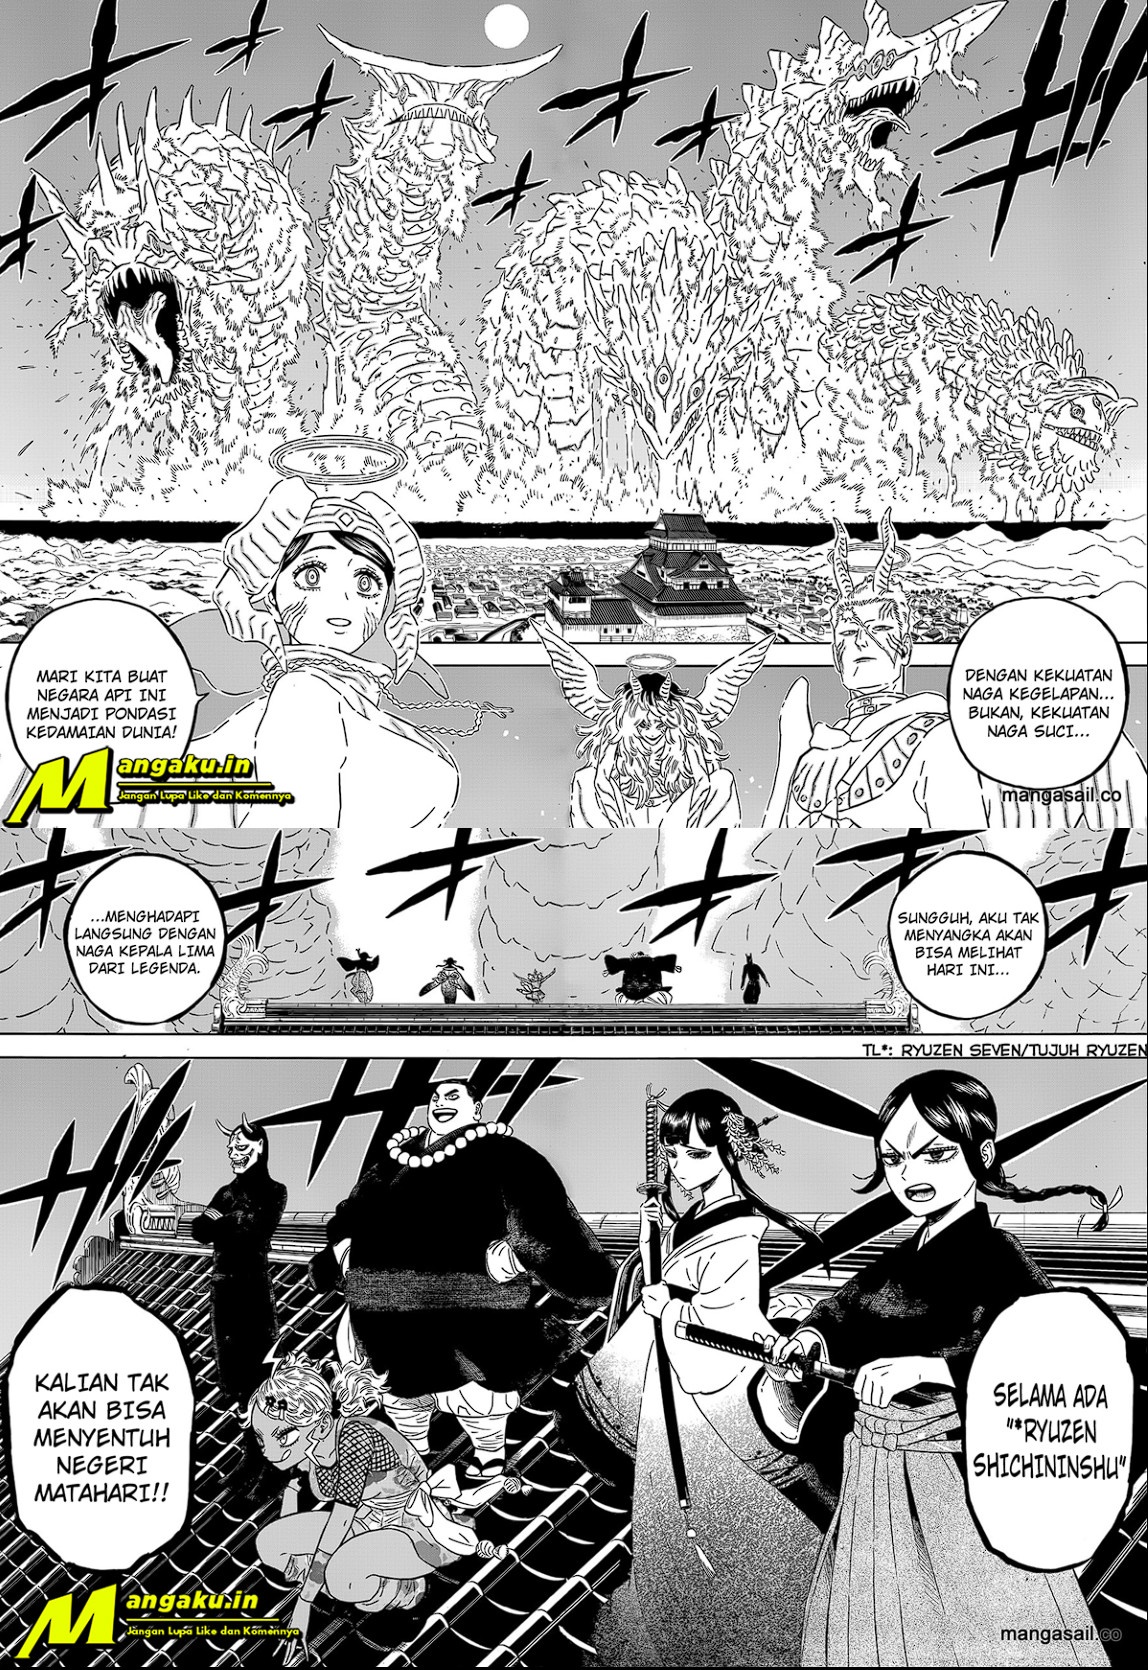 DENGAN KEKUATAN
NAGA KEGELAPAN...
BUKAN, KEKUATAN
NAGA SUCI...
MARI KITA BUAT
NEGARA API INI
MENJADI PONDASI
KEDAMAIAN DUNIA!
Mangaku.in
Jangan Lupa Like dan Komennya
mangasail.co
SUNGGUH, AKU TAK
MENYANGKA AKAN
BISA MELIHAT
HARI INI...
...MENGHADAPI
LANGSUNG DENGAN
NAGA KEPALA LIMA
DARI LEGENDA.
TL*: RYUZEN SEVEN/TUJUH RYUZEN
SELAMA ADA
"*RYUZEN
SHICHININSHU"
KALIAN TAK
AKAN BISA
MENYENTUH
NEGERI
MATAHARI!!
Mangaku.in
Jangan Lupa Like dan Komennya
mangasail.co